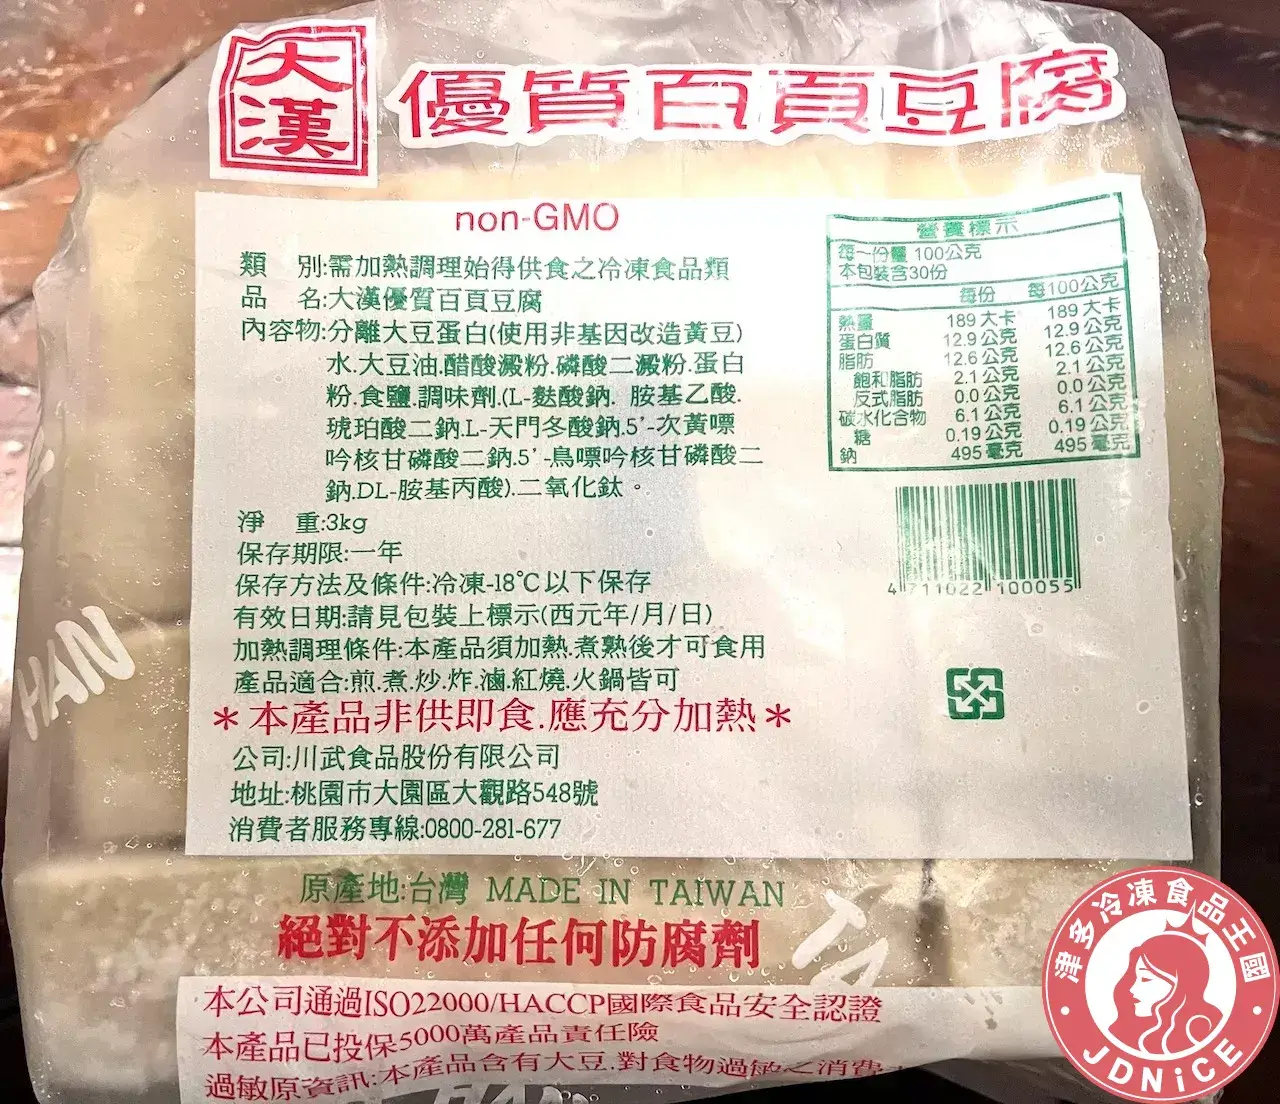 大漢
優質百頁豆腐
non-GMO
類 別:需加熱調理始得供食之冷凍食品類
品 名:大漢優質百頁豆腐
內容物:分離大豆蛋白(使用非基因改造黃豆)
水.大豆油.醋酸澱粉.磷酸二澱粉.蛋白
粉.食鹽.調味劑.(L-麩酸鈉. 胺基乙酸.
琥珀酸二鈉.L-天門冬酸鈉.5'-次黃嘌
呤核甘磷酸二鈉.5'-鳥嘌呤核甘磷酸二
鈉.DL-胺基丙酸).二氧化鈦。
淨 重:3kg
保存期限:一年
保存方法及條件:冷凍-18℃以下保存
有效日期:請見包裝上標示(西元年/月/日)
加熱調理條件:本產品須加熱.煮熟後才可食用
產品適合:煎.煮.炒.炸.滷.紅燒.火鍋皆可
*本產品非供即食.應充分加熱*
公司:川武食品股份有限公司
地址:桃園市大園區大觀路548號
消費者服務專線:0800-281-677
營養標示
每一份量 100公克
本包裝含30份
每份 每100公克
熱量 189大卡 189大卡
蛋白質 12.9公克 12.9公克
脂肪 12.6公克 12.6公克
飽和脂肪 2.1公克 2.1公克
反式脂肪 0.0公克 0.0公克
碳水化合物 6.1公克 6.1公克
糖 0.19公克 0.19公克
鈉 495毫克 495毫克
4 711022 100055
原產地:台灣 MADE IN TAIWAN
絕對不添加任何防腐劑
本公司通過ISO22000/HACCP國際食品安全認證
本產品已投保5000萬產品責任險
過敏原資訊:本產品含有大豆.對食物過敏之消費
HAN
TA
津多冷凍食品王國
JDNiCE